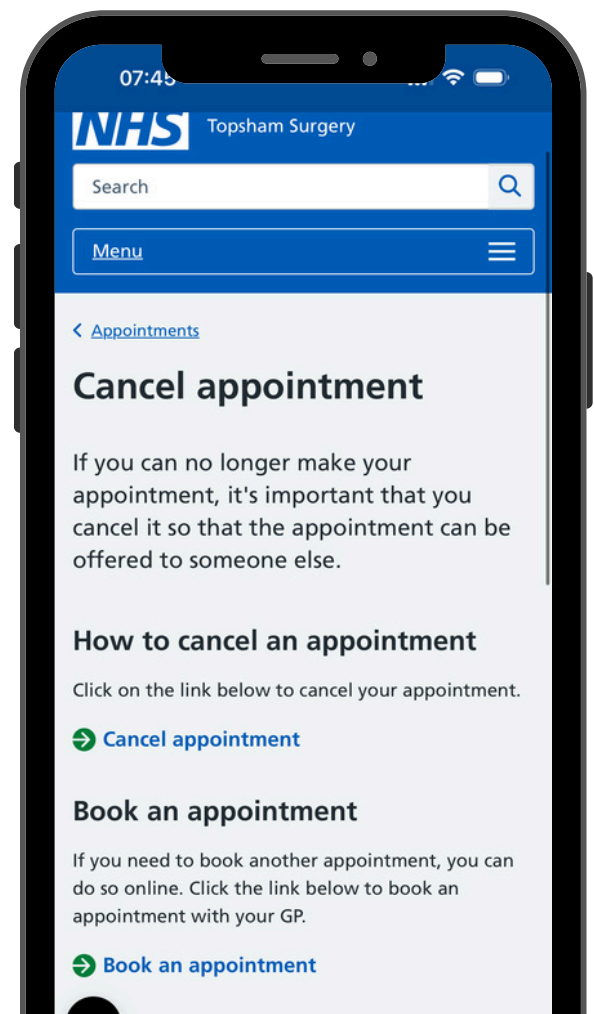 07:45
NHS
Topsham Surgery
Search
Menu
Appointments
Cancel appointment
If you can no longer make your
appointment, it's important that you
cancel it so that the appointment can be
offered to someone else.
How to cancel an appointment
Click on the link below to cancel your appointment.
Cancel appointment
Book an appointment
If you need to book another appointment, you can
do so online. Click the link below to book an
appointment with your GP.
Book an appointment